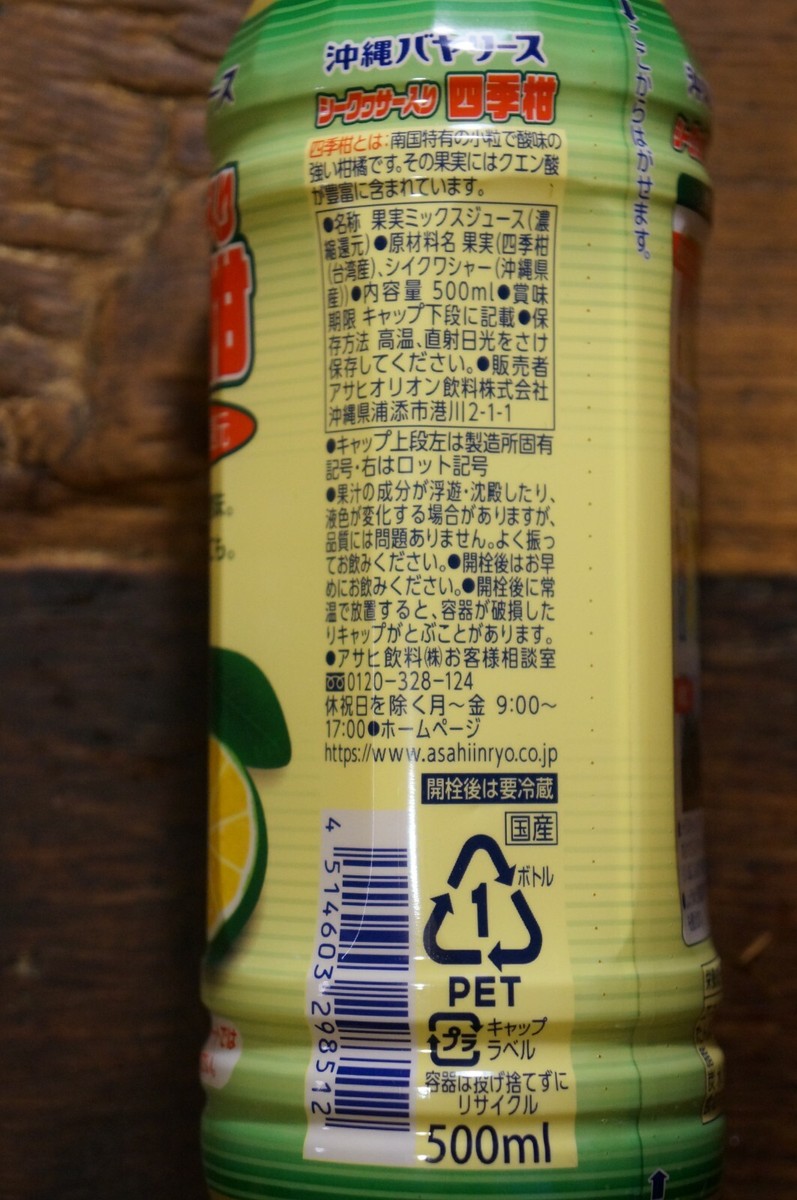 沖縄バヤリース
シークヮサー入り 四季柑
四季柑とは:南国特有の小粒で酸味の
強い柑橘です。その果実にはクエン酸
が豊富に含まれています。
●名称 果実ミックスジュース(濃
縮還元)●原材料名 果実(四季柑
(台湾産)、シイクワシャー(沖縄県
産))●内容量 500ml●賞味
期限 キャップ下段に記載●保
存方法 高温、直射日光をさけ
保存してください。●販売者
アサヒオリオン飲料株式会社
沖縄県浦添市港川2-1-1
●キャップ上段左は製造所固有
記号・右はロット記号
●果汁の成分が浮遊・沈殿したり、
液色が変化する場合がありますが、
品質には問題ありません。よく振っ
てお飲みください。●開栓後はお早
めにお飲みください。●開栓後に常
温で放置すると、容器が破損した
りキャップがとぶことがあります。
●アサヒ飲料(株)お客様相談室
0120-328-124
休祝日を除く月〜金 9:00〜
17:00●ホームページ
https://www.asahiinryo.co.jp
開栓後は要冷蔵
国産
ボトル
1
PET
プラ
キャップ
ラベル
容器は投げ捨てずに
リサイクル
500ml
4 514603 298512
ここからはがせます。
ース
り
柑
元
。
。